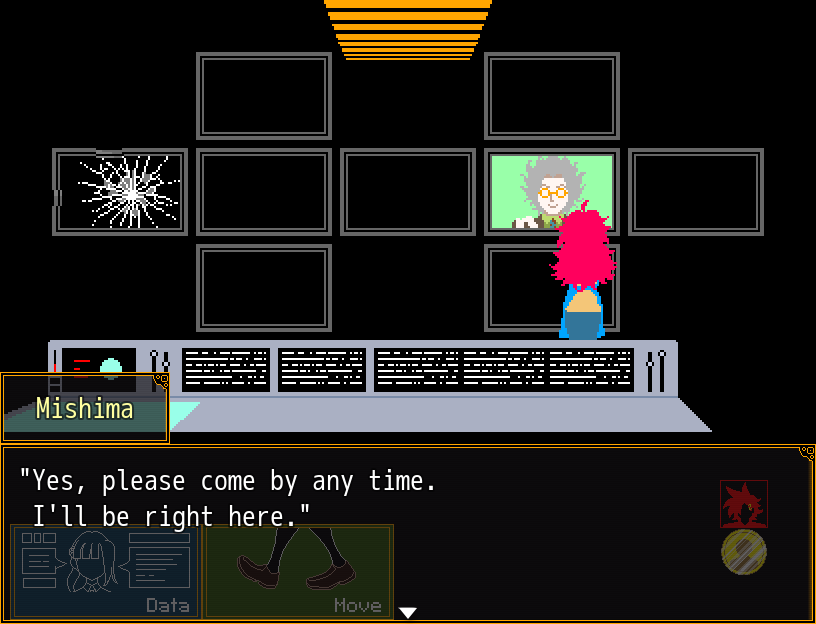 Mishima
"Yes, please come by any time.
I'll be right here."
Data
Move